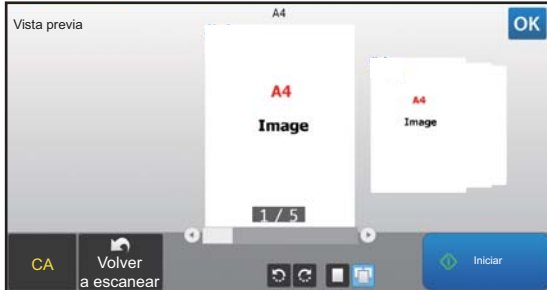 A4
Vista previa
OK
A4
Image
A4
Image
1 / 5
CA
Volver
a escanear
Iniciar